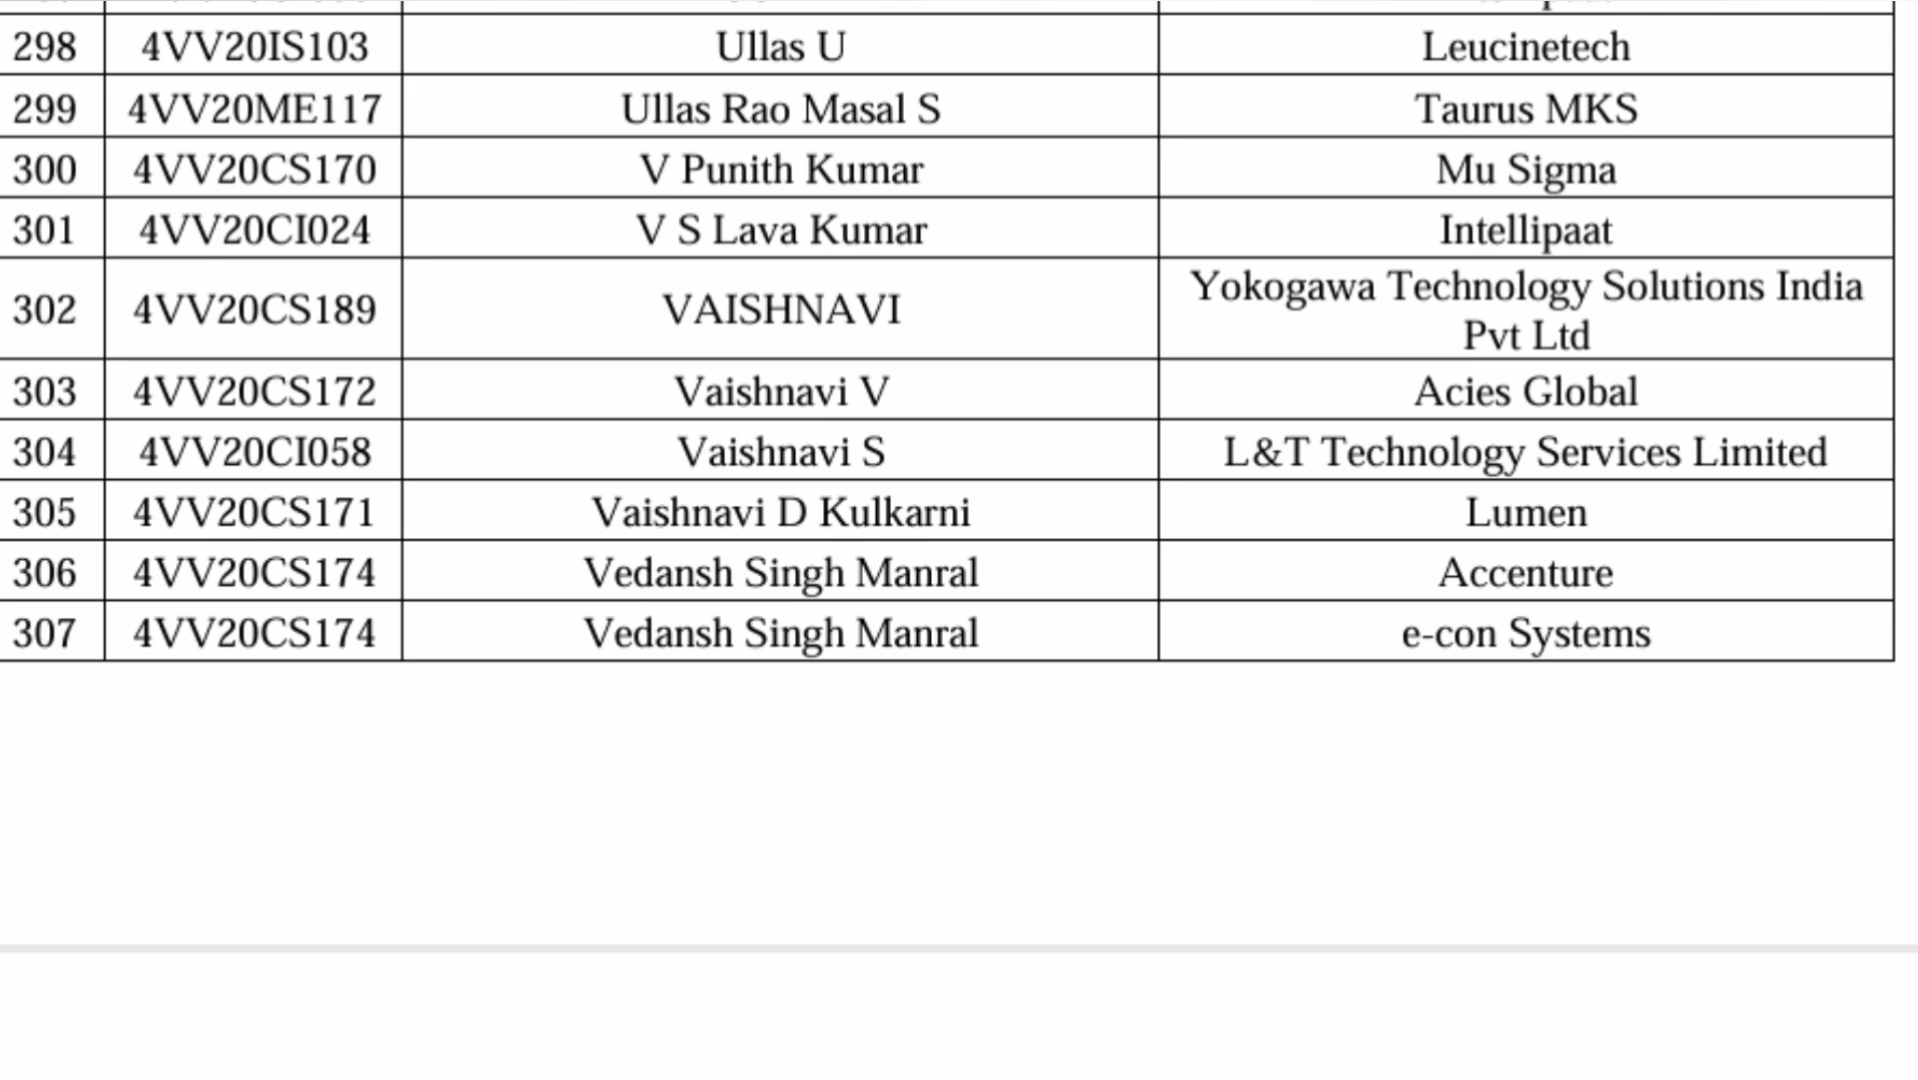 298 4VV20IS103 Ullas U Leucinetech
299 4VV20ME117 Ullas Rao Masal S Taurus MKS
300 4VV20CS170 V Punith Kumar Mu Sigma
301 4VV20CI024 V S Lava Kumar Intellipaat
302 4VV20CS189 VAISHNAVI Yokogawa Technology Solutions India
Pvt Ltd
303 4VV20CS172 Vaishnavi V Acies Global
304 4VV20CI058 Vaishnavi S L&T Technology Services Limited
305 4VV20CS171 Vaishnavi D Kulkarni Lumen
306 4VV20CS174 Vedansh Singh Manral Accenture
307 4VV20CS174 Vedansh Singh Manral e-con Systems